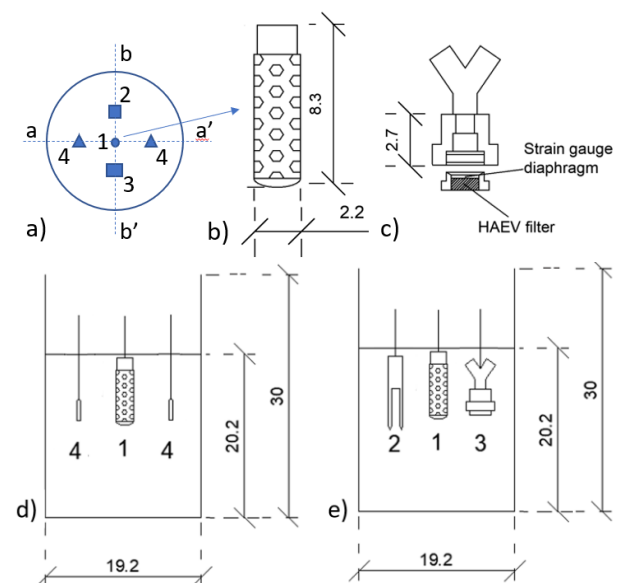 b
2
a
1
a’
4
4
3
b’
a)
8.3
2.2
b)
2.7
Strain gauge
diaphragm
HAEV filter
c)
4
1
4
20.2
30
19.2
d)
2
1
3
20.2
30
19.2
e)